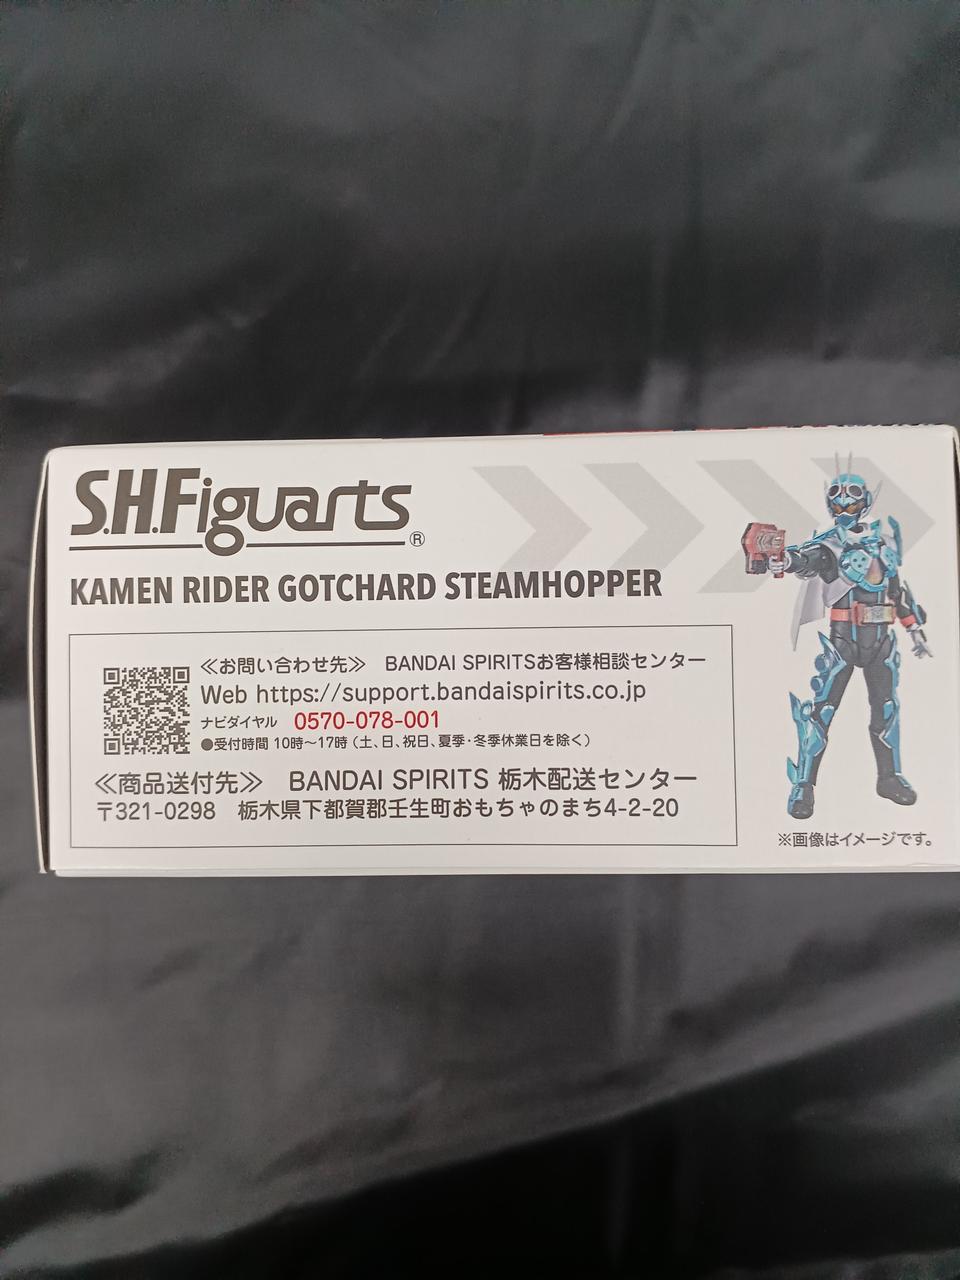 S.H.Figuarts®
KAMEN RIDER GOTCHARD STEAMHOPPER
≪お問い合わせ先≫ BANDAI SPIRITSお客様相談センター
Web https://support.bandaispirits.co.jp
ナビダイヤル 0570-078-001
●受付時間 10時～17時（土、日、祝日、夏季・冬季休業日を除く）
≪商品送付先≫ BANDAI SPIRITS 栃木配送センター
〒321-0298 栃木県下都賀郡壬生町おもちゃのまち4-2-20
※画像はイメージです。